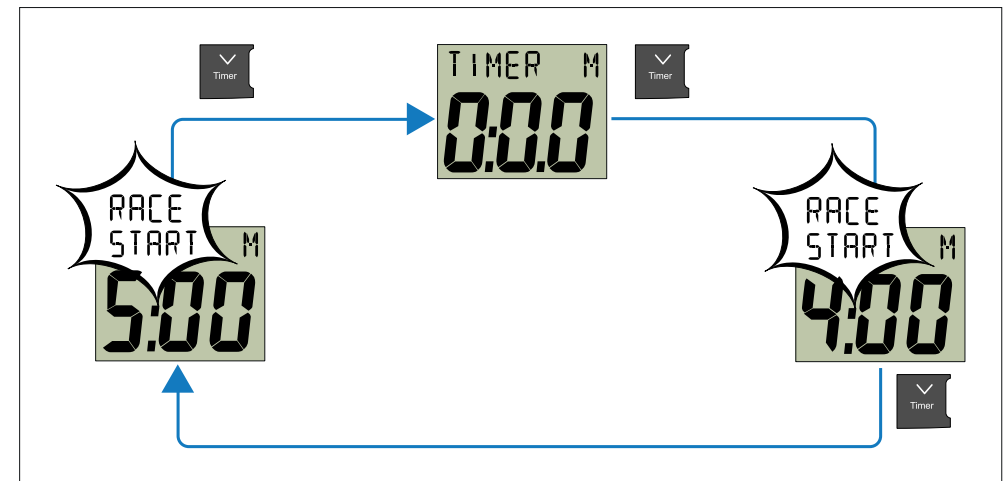 Timer
TIMER M
0:0.0
Timer
RACE
START M
5:00
RACE
START M
4:00
Timer